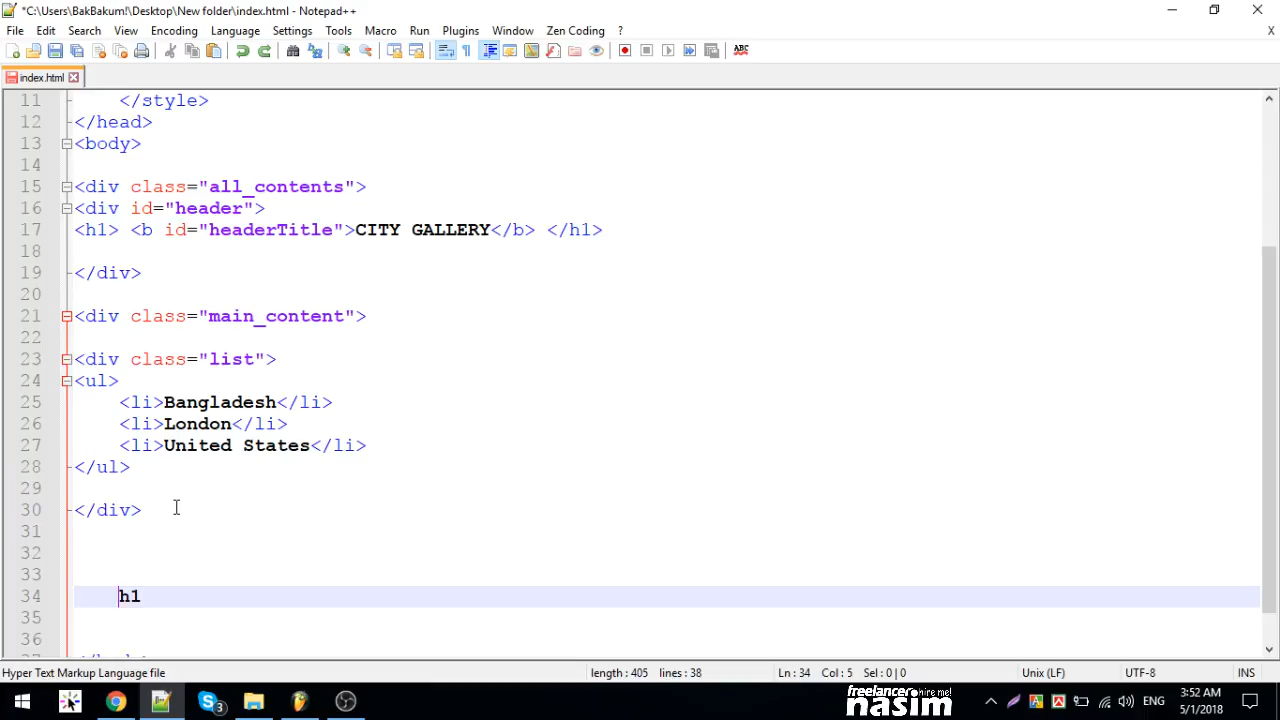 *C:\Users\BakBakum!\Desktop\New folder\index.html - Notepad++
File Edit Search View Encoding Language Settings Tools Macro Run Plugins Window Zen Coding ? X
ABC
index.html
11 </style>
12 </head>
13 <body>
14
15 <div class="all_contents">
16 <div id="header">
17 <h1> <b id="headerTitle">CITY GALLERY</b> </h1>
18
19 </div>
20
21 <div class="main_content">
22
23 <div class="list">
24 <ul>
25 <li>Bangladesh</li>
26 <li>London</li>
27 <li>United States</li>
28 </ul>
29
30 </div>
31
32
33
34 h1
35
36
Hyper Text Markup Language file length : 405 lines : 38 Ln : 34 Col : 5 Sel : 0 | 0 Unix (LF) UTF-8 INS
3 freelancer hire me! nasim ENG 3:52 AM
5/1/2018